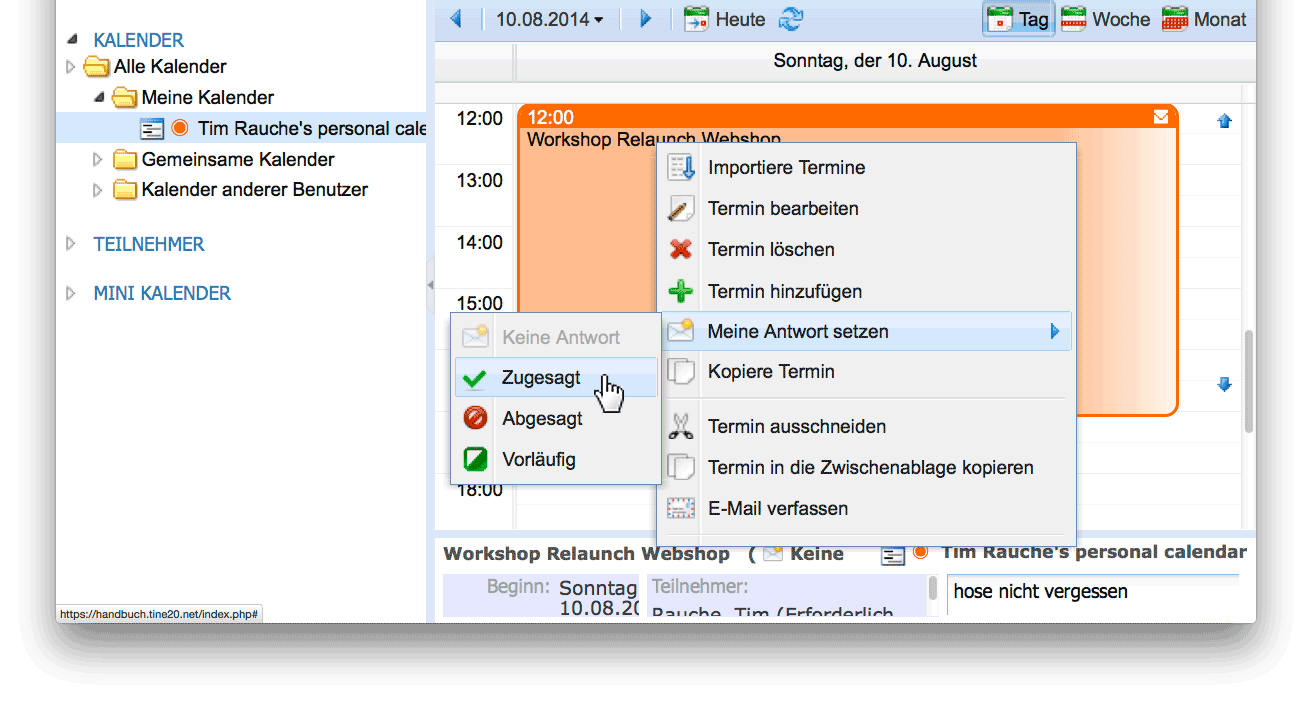 KALENDER
Alle Kalender
Meine Kalender
Tim Rauche's personal cale
Gemeinsame Kalender
Kalender anderer Benutzer
TEILNEHMER
MINI KALENDER
10.08.2014
Heute
Tag
Woche
Monat
Sonntag, der 10. August
12:00
13:00
14:00
15:00
18:00
12:00
Workshop Relaunch Webshop
Importiere Termine
Termin bearbeiten
Termin löschen
Termin hinzufügen
Meine Antwort setzen
Kopiere Termin
Termin ausschneiden
Termin in die Zwischenablage kopieren
E-Mail verfassen
Keine Antwort
Zugesagt
Abgesagt
Vorläufig
Workshop Relaunch Webshop ( Keine
Tim Rauche's personal calendar
Beginn: Sonntag
10.08.20
Teilnehmer:
Rauche, Tim (Erforderlich
hose nicht vergessen
https://handbuch.tine20.net/index.php#